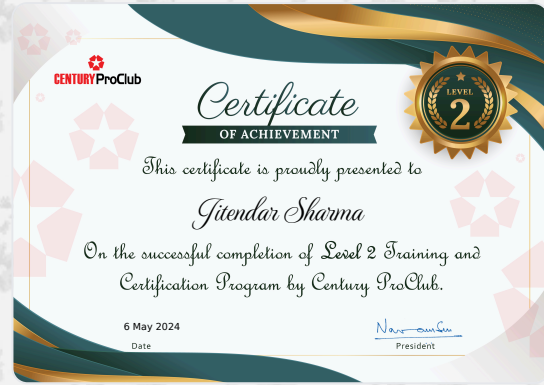 CENTURY ProClub
Certificate
LEVEL
2
OF ACHIEVEMENT
This certificate is proudly presented to
Jitendar Sharma
On the successful completion of Level 2 Training and
Certification Program by Century ProClub.
6 May 2024
Date
President